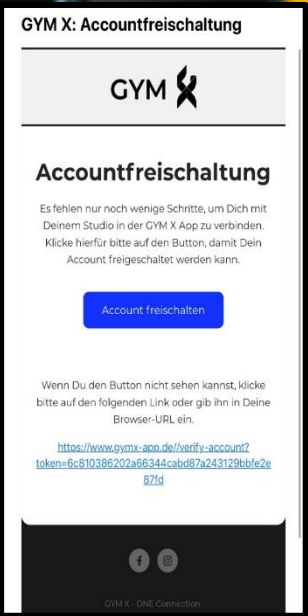 GYM X: Accountfreischaltung
GYM X
Accountfreischaltung
Es fehlen nur noch wenige Schritte, um Dich mit
Deinem Studio in der GYM X App zu verbinden.
Klicke hierfür bitte auf den Button, damit Dein
Account freigeschaltet werden kann.
Account freischalten
Wenn Du den Button nicht sehen kannst, klicke
bitte auf den folgenden Link oder gib ihn in Deine
Browser-URL ein.
https://www.gymx-app.de//verify-account?
token=6c810386202a66344cabd87a243129bbfe2e
87fd
GYM X - ONE Connection